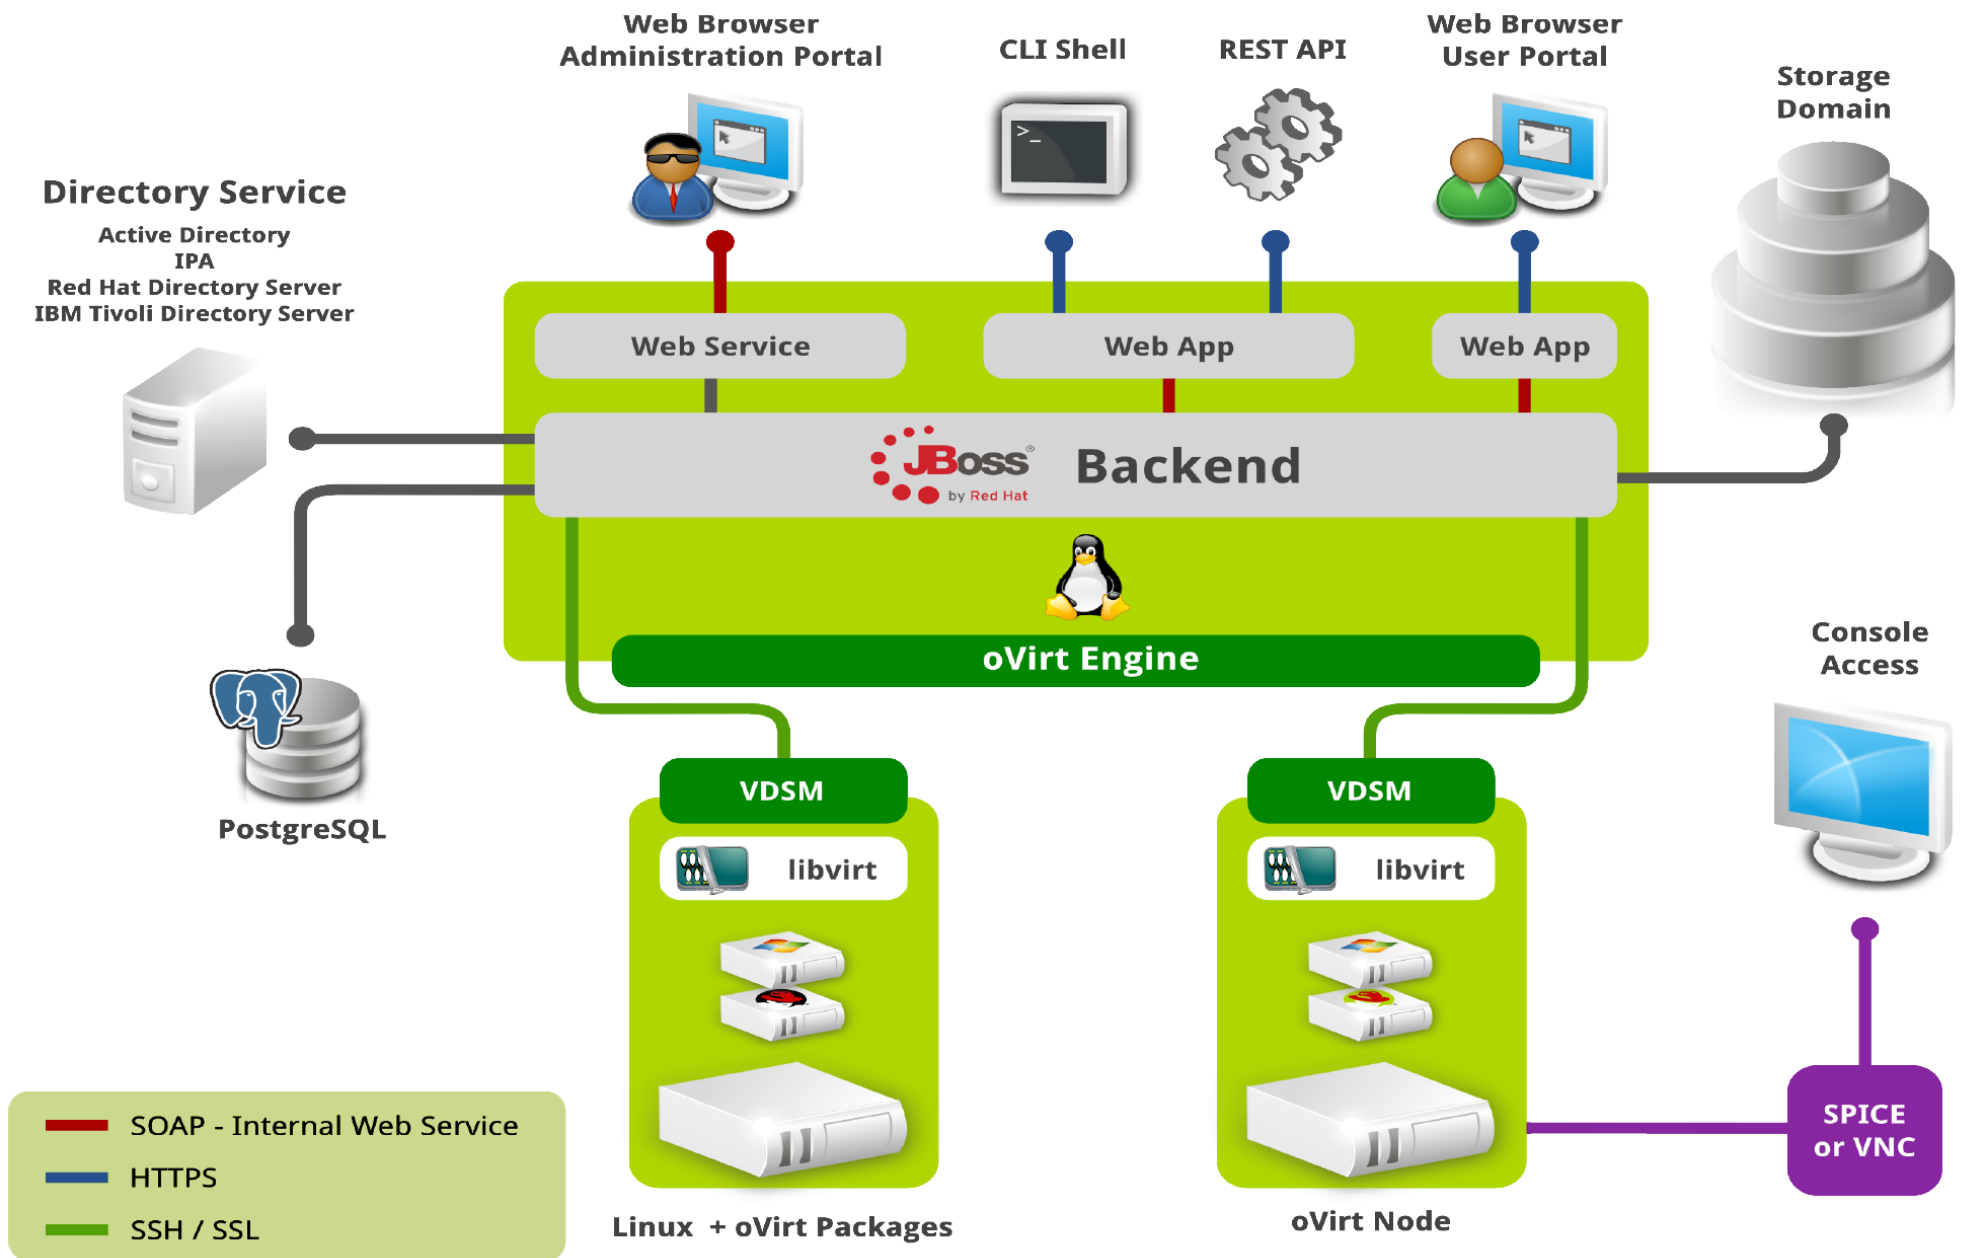 Web Browser
Administration Portal
CLI Shell
REST API
Web Browser
User Portal
Storage
Domain
Directory Service
Active Directory
IPA
Red Hat Directory Server
IBM Tivoli Directory Server
Web Service
Web App
Web App
JBoss®
by Red Hat
Backend
oVirt Engine
Console
Access
PostgreSQL
VDSM
libvirt
VDSM
libvirt
SPICE
or VNC
SOAP - Internal Web Service
HTTPS
SSH / SSL
Linux + oVirt Packages
oVirt Node
>_